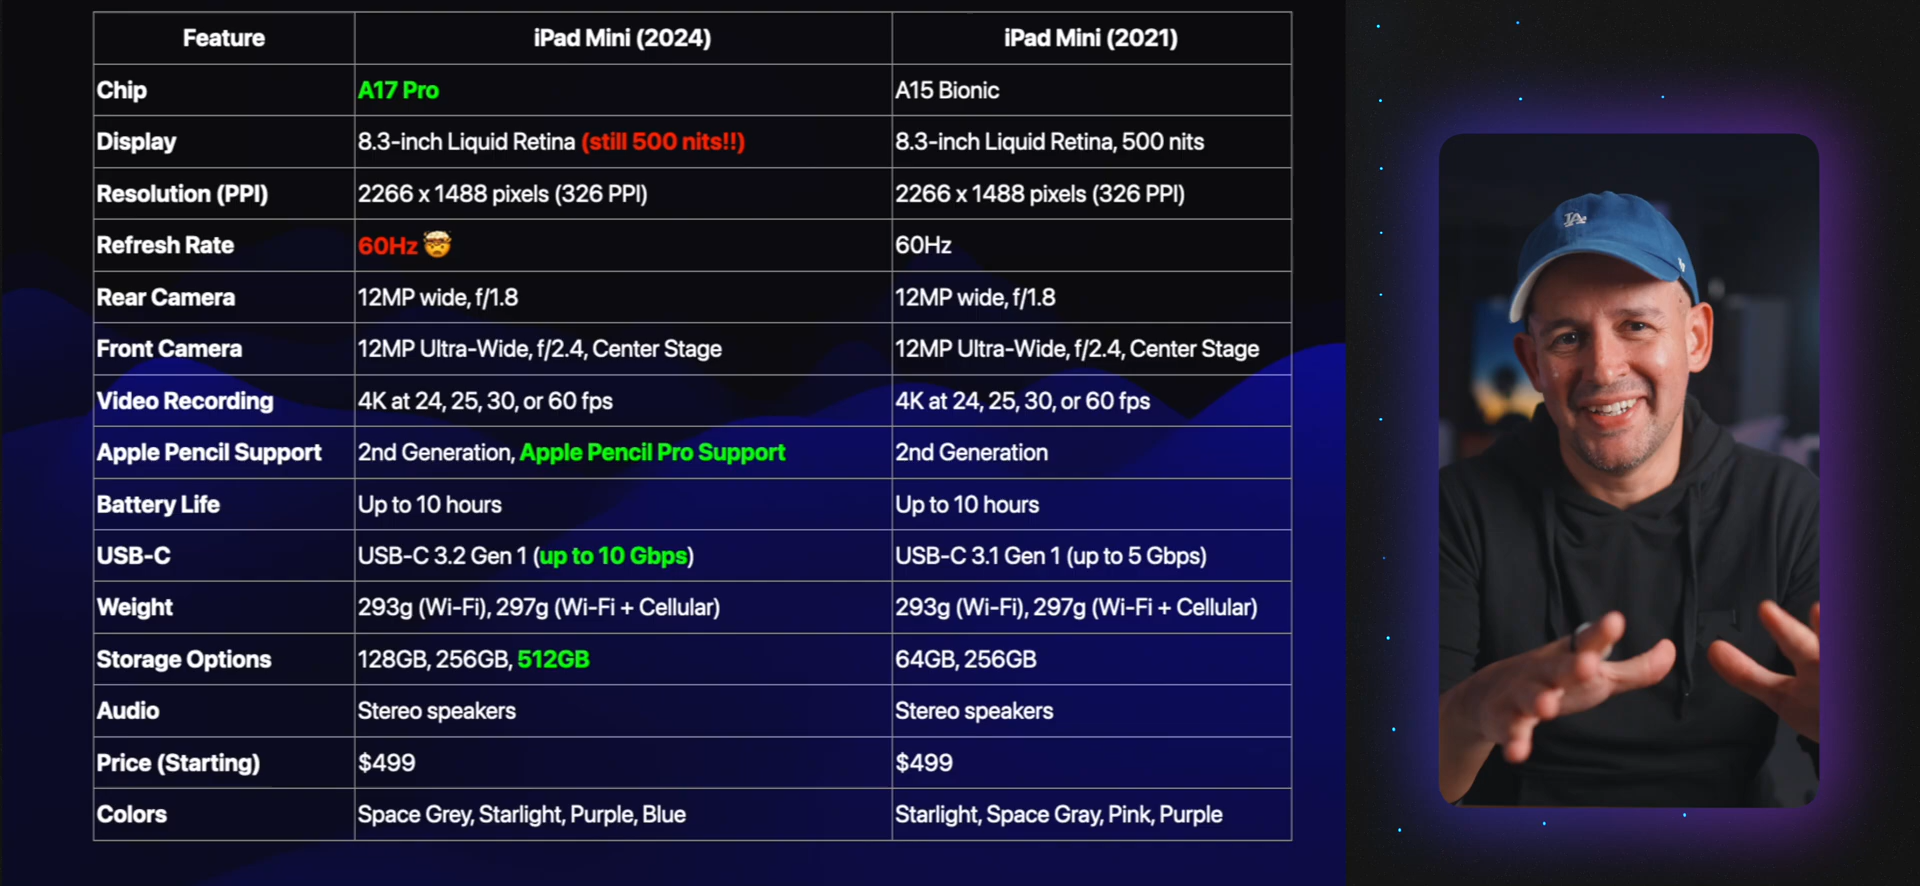 Feature iPad Mini (2024) iPad Mini (2021)
Chip A17 Pro A15 Bionic
Display 8.3-inch Liquid Retina (still 500 nits!!) 8.3-inch Liquid Retina, 500 nits
Resolution (PPI) 2266 x 1488 pixels (326 PPI) 2266 x 1488 pixels (326 PPI)
Refresh Rate 60Hz 🤯 60Hz
Rear Camera 12MP wide, f/1.8 12MP wide, f/1.8
Front Camera 12MP Ultra-Wide, f/2.4, Center Stage 12MP Ultra-Wide, f/2.4, Center Stage
Video Recording 4K at 24, 25, 30, or 60 fps 4K at 24, 25, 30, or 60 fps
Apple Pencil Support 2nd Generation, Apple Pencil Pro Support 2nd Generation
Battery Life Up to 10 hours Up to 10 hours
USB-C USB-C 3.2 Gen 1 (up to 10 Gbps) USB-C 3.1 Gen 1 (up to 5 Gbps)
Weight 293g (Wi-Fi), 297g (Wi-Fi + Cellular) 293g (Wi-Fi), 297g (Wi-Fi + Cellular)
Storage Options 128GB, 256GB, 512GB 64GB, 256GB
Audio Stereo speakers Stereo speakers
Price (Starting) $499 $499
Colors Space Grey, Starlight, Purple, Blue Starlight, Space Gray, Pink, Purple
LA